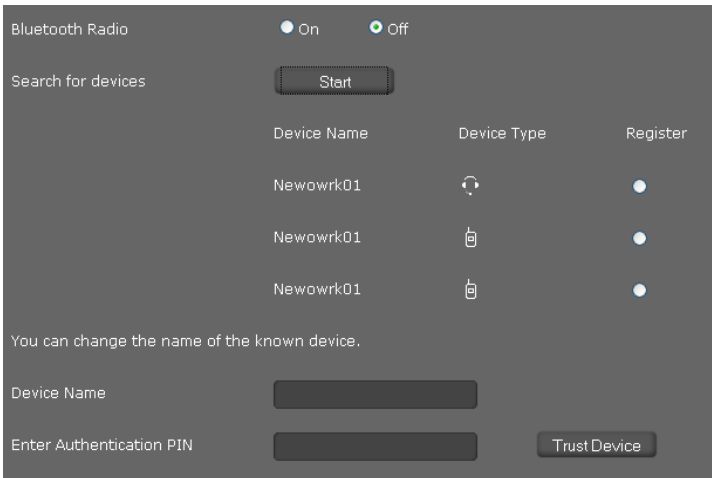 Bluetooth Radio On Off
Search for devices Start
Device Name Device Type Register
Newowrk01
Newowrk01
Newowrk01
You can change the name of the known device.
Device Name
Enter Authentication PIN Trust Device